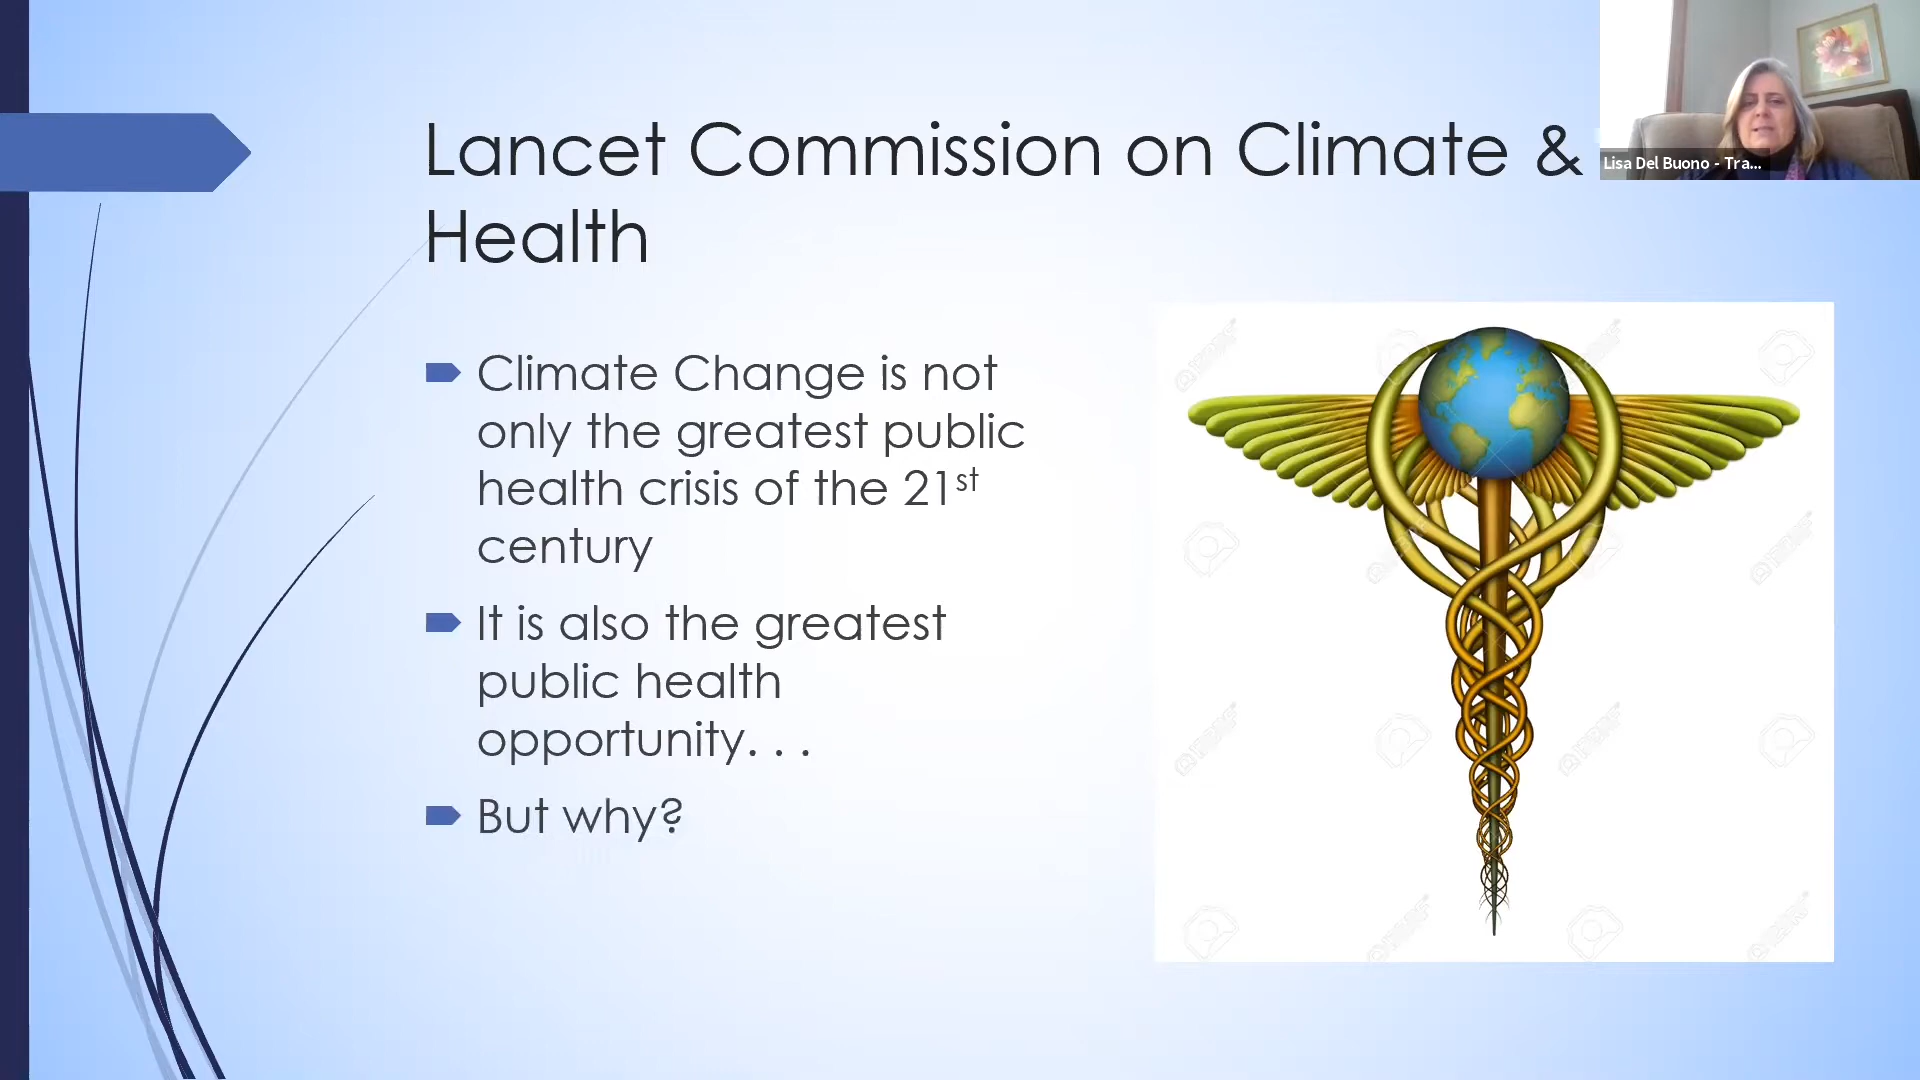 Lancet Commission on Climate &
Health
Lisa Del Buono - Tra...
Climate Change is not
only the greatest public
health crisis of the 21st
century
It is also the greatest
public health
opportunity. . .
But why?